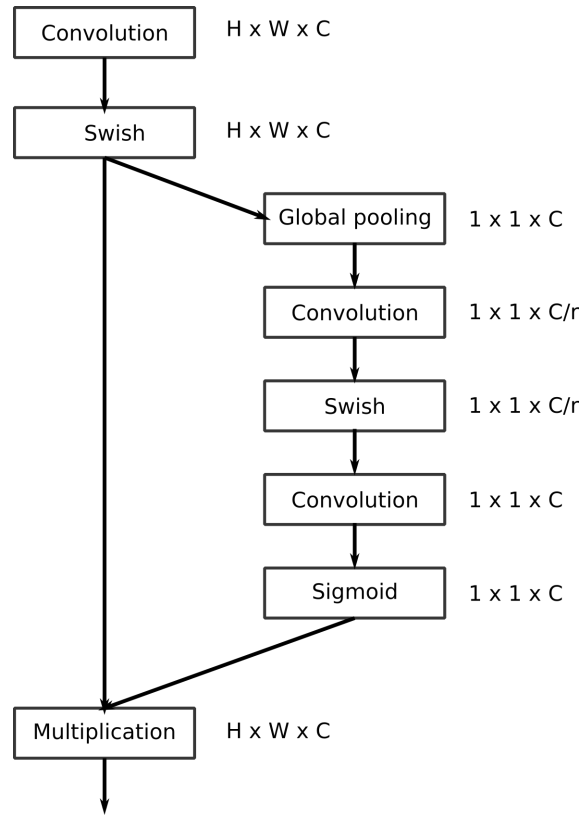 Convolution H x W x C
Swish H x W x C
Global pooling 1 x 1 x C
Convolution 1 x 1 x C/r
Swish 1 x 1 x C/r
Convolution 1 x 1 x C
Sigmoid 1 x 1 x C
Multiplication H x W x C